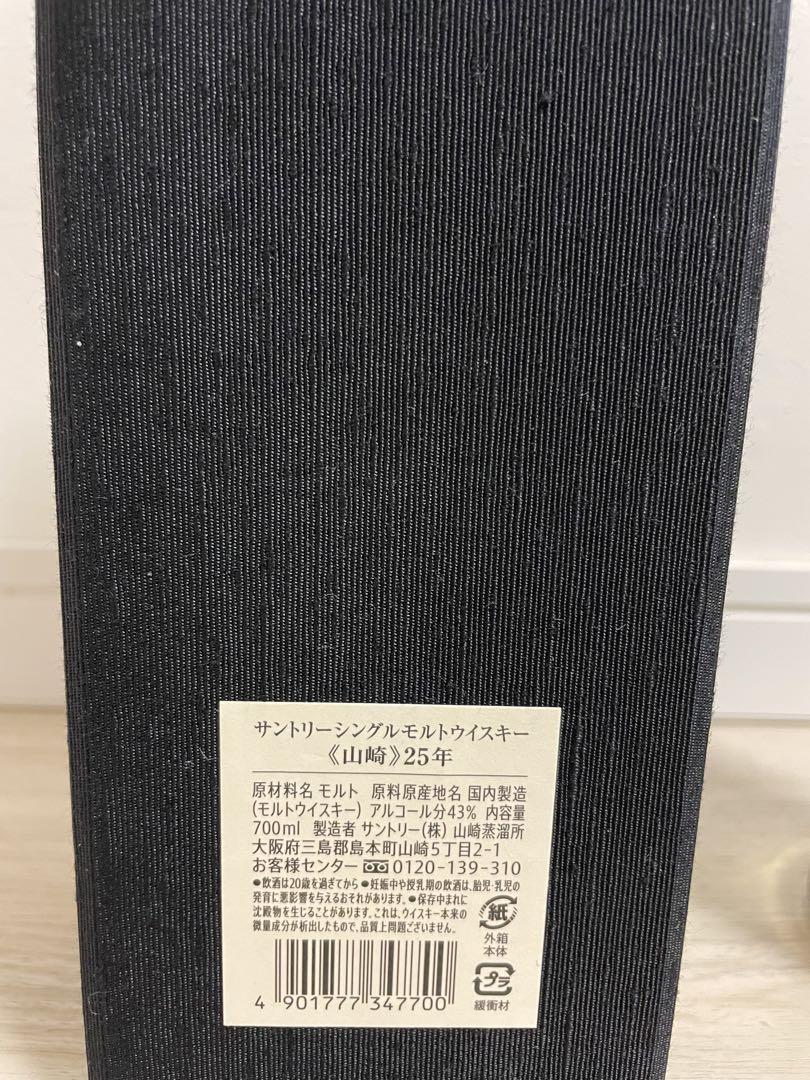 サントリーシングルモルトウイスキー
《山崎》25年
原材料名 モルト 原料原産地名 国内製造
(モルトウイスキー) アルコール分43% 内容量
700ml 製造者 サントリー(株) 山崎蒸溜所
大阪府三島郡島本町山崎5丁目2-1
お客様センター 0120-139-310
●飲酒は20歳を過ぎてから ●妊娠中や授乳期の飲酒は、胎児・乳児の
発育に悪影響を与えるおそれがあります。 ●保存中まれに
沈殿物を生じることがあります。これは、ウイスキー本来の
微量成分が析出したもので、品質上問題ございません。
紙
外箱
本体
プラ
緩衝材
4 901777 347700